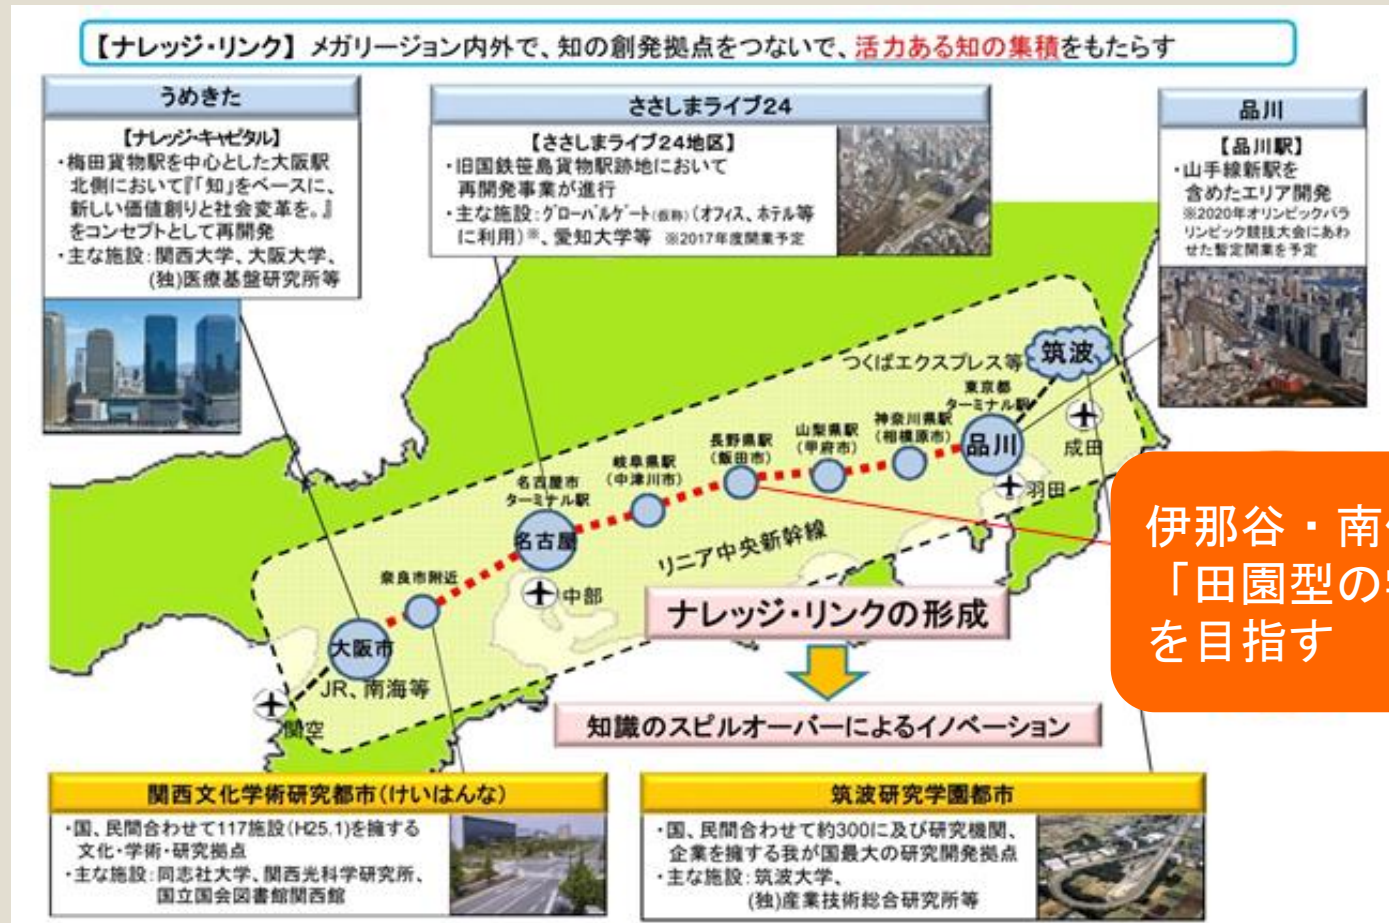 【ナレッジ・リンク】 メガリージョン内外で、知の創発拠点をつないで、活力ある知の集積をもたらす
うめきた
【ナレッジ・キャピタル】
・梅田貨物駅を中心とした大阪駅
北側において『「知」をベースに、
新しい価値創りと社会変革を。』
をコンセプトとして再開発
・主な施設：関西大学、大阪大学、
(独)医療基盤研究所等
ささしまライブ24
【ささしまライブ24地区】
・旧国鉄笹島貨物駅跡地において
再開発事業が進行
・主な施設：グローバルゲート(仮称)(オフィス、ホテル等
に利用)※、愛知大学等 ※2017年度開業予定
品川
【品川駅】
・山手線新駅を
含めたエリア開発
※2020年オリンピックパラ
リンピック競技大会にあわ
せた暫定開業を予定
筑波
つくばエクスプレス等
東京都
ターミナル駅
品川
成田
羽田
神奈川県駅
(相模原市)
山梨県駅
(甲府市)
長野県駅
(飯田市)
岐阜県駅
(中津川市)
名古屋市
ターミナル駅
名古屋
中部
リニア中央新幹線
奈良市附近
大阪市
JR、南海等
関空
ナレッジ・リンクの形成
知識のスピルオーバーによるイノベーション
伊那谷・南
「田園型の
を目指す
関西文化学術研究都市(けいはんな)
・国、民間合わせて117施設(H25.1)を擁する
文化・学術・研究拠点
・主な施設：同志社大学、関西光科学研究所、
国立国会図書館関西館
筑波研究学園都市
・国、民間合わせて約300に及び研究機関、
企業を擁する我が国最大の研究開発拠点
・主な施設：筑波大学、
(独)産業技術総合研究所等